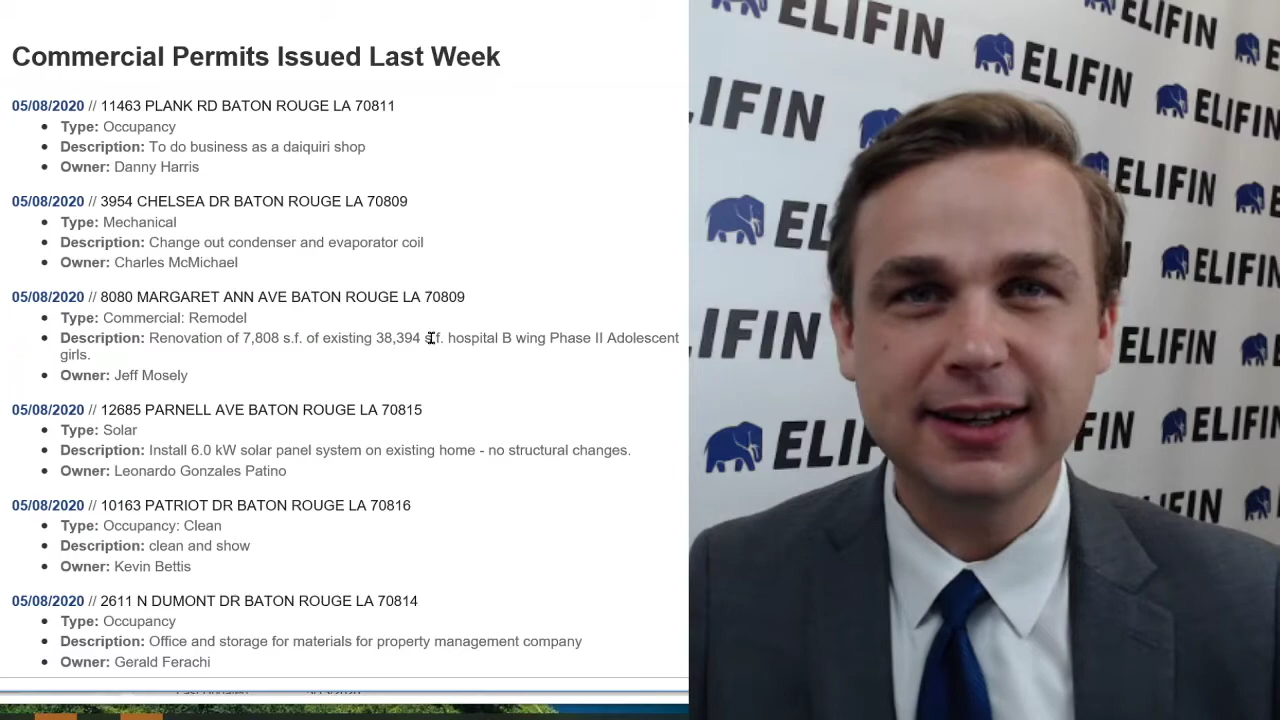 Commercial Permits Issued Last Week
05/08/2020 // 11463 PLANK RD BATON ROUGE LA 70811
Type: Occupancy
Description: To do business as a daiquiri shop
Owner: Danny Harris
05/08/2020 // 3954 CHELSEA DR BATON ROUGE LA 70809
Type: Mechanical
Description: Change out condenser and evaporator coil
Owner: Charles McMichael
05/08/2020 // 8080 MARGARET ANN AVE BATON ROUGE LA 70809
Type: Commercial: Remodel
Description: Renovation of 7,808 s.f. of existing 38,394 s.f. hospital B wing Phase II Adolescent
girls.
Owner: Jeff Mosely
05/08/2020 // 12685 PARNELL AVE BATON ROUGE LA 70815
Type: Solar
Description: Install 6.0 kW solar panel system on existing home - no structural changes.
Owner: Leonardo Gonzales Patino
05/08/2020 // 10163 PATRIOT DR BATON ROUGE LA 70816
Type: Occupancy: Clean
Description: clean and show
Owner: Kevin Bettis
05/08/2020 // 2611 N DUMONT DR BATON ROUGE LA 70814
Type: Occupancy
Description: Office and storage for materials for property management company
Owner: Gerald Ferachi
ELIFIN
ELIFIN
ELIFIN
ELIFIN
ELIFIN
ELIFIN
ELIFIN